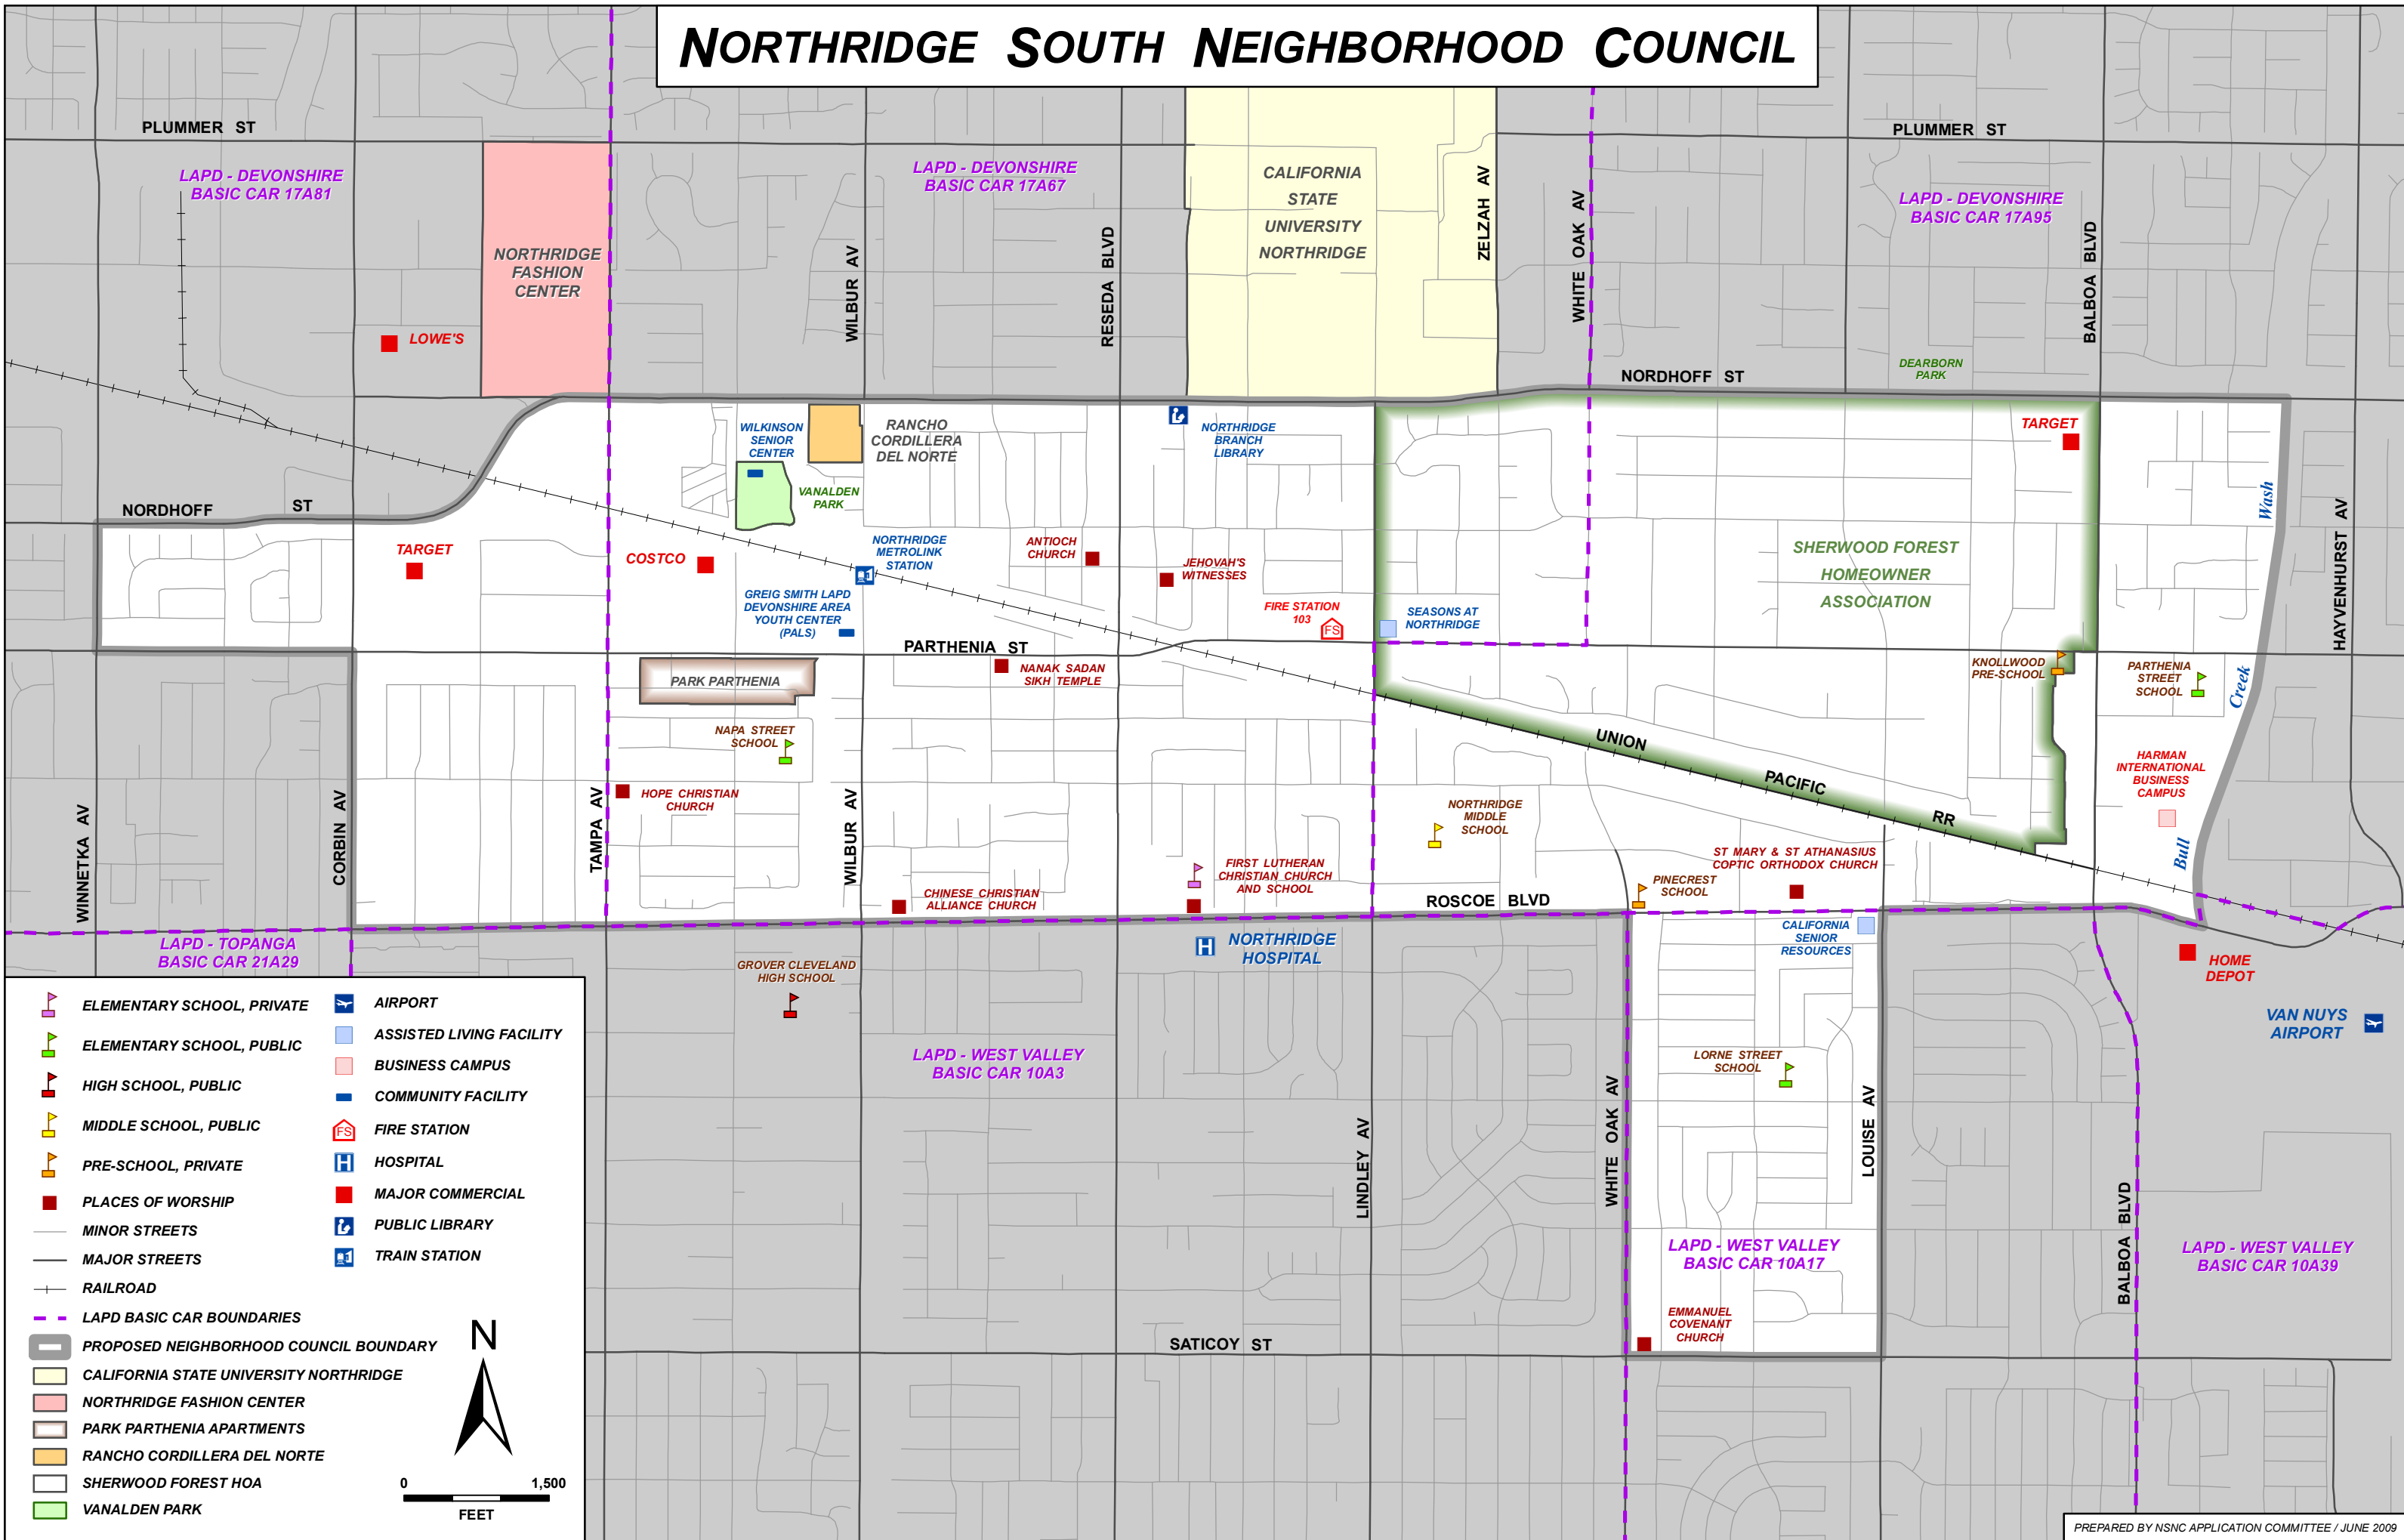 NORTHRIDGE SOUTH NEIGHBORHOOD COUNCIL
PLUMMER ST
PLUMMER ST
LAPD - DEVONSHIRE
BASIC CAR 17A81
LAPD - DEVONSHIRE
BASIC CAR 17A67
CALIFORNIA
STATE
UNIVERSITY
NORTHRIDGE
ZELZAH AV
WHITE OAK AV
LAPD - DEVONSHIRE
BASIC CAR 17A95
BALBOA BLVD
NORTHRIDGE
FASHION
CENTER
WILBUR AV
RESEDA BLVD
LOWE'S
DEARBORN
PARK
NORDHOFF ST
TARGET
WILKINSON
SENIOR
CENTER
RANCHO
CORDILLERA
DEL NORTE
NORTHRIDGE
BRANCH
LIBRARY
VANALDEN
PARK
NORDHOFF ST
Wash
HAYVENHURST AV
TARGET
COSTCO
NORTHRIDGE
METROLINK
STATION
ANTIOCH
CHURCH
JEHOVAH'S
WITNESSES
SHERWOOD FOREST
HOMEOWNER
ASSOCIATION
GREIG SMITH LAPD
DEVONSHIRE AREA
YOUTH CENTER
(PALS)
FIRE STATION
103
FS
SEASONS AT
NORTHRIDGE
PARTHENIA ST
NANAK SADAN
SIKH TEMPLE
PARK PARTHENIA
KNOLLWOOD
PRE-SCHOOL
PARTHENIA
STREET
SCHOOL
Creek
NAPA STREET
SCHOOL
UNION
PACIFIC
RR
HARMAN
INTERNATIONAL
BUSINESS
CAMPUS
HOPE CHRISTIAN
CHURCH
NORTHRIDGE
MIDDLE
SCHOOL
WINNETKA AV
CORBIN AV
TAMPA AV
WILBUR AV
Bull
ST MARY & ST ATHANASIUS
COPTIC ORTHODOX CHURCH
FIRST LUTHERAN
CHRISTIAN CHURCH
AND SCHOOL
PINECREST
SCHOOL
CHINESE CHRISTIAN
ALLIANCE CHURCH
ROSCOE BLVD
LAPD - TOPANGA
BASIC CAR 21A29
NORTHRIDGE
HOSPITAL
H
CALIFORNIA
SENIOR
RESOURCES
HOME
DEPOT
GROVER CLEVELAND
HIGH SCHOOL
VAN NUYS
AIRPORT
LAPD - WEST VALLEY
BASIC CAR 10A3
LORNE STREET
SCHOOL
LINDLEY AV
WHITE OAK AV
LOUISE AV
BALBOA BLVD
LAPD - WEST VALLEY
BASIC CAR 10A17
LAPD - WEST VALLEY
BASIC CAR 10A39
EMMANUEL
COVENANT
CHURCH
SATICOY ST
ELEMENTARY SCHOOL, PRIVATE
ELEMENTARY SCHOOL, PUBLIC
HIGH SCHOOL, PUBLIC
MIDDLE SCHOOL, PUBLIC
PRE-SCHOOL, PRIVATE
PLACES OF WORSHIP
MINOR STREETS
MAJOR STREETS
RAILROAD
LAPD BASIC CAR BOUNDARIES
PROPOSED NEIGHBORHOOD COUNCIL BOUNDARY
CALIFORNIA STATE UNIVERSITY NORTHRIDGE
NORTHRIDGE FASHION CENTER
PARK PARTHENIA APARTMENTS
RANCHO CORDILLERA DEL NORTE
SHERWOOD FOREST HOA
VANALDEN PARK
AIRPORT
ASSISTED LIVING FACILITY
BUSINESS CAMPUS
COMMUNITY FACILITY
FS FIRE STATION
H HOSPITAL
MAJOR COMMERCIAL
PUBLIC LIBRARY
TRAIN STATION
N
0 1,500
FEET
PREPARED BY NSNC APPLICATION COMMITTEE / JUNE 2009